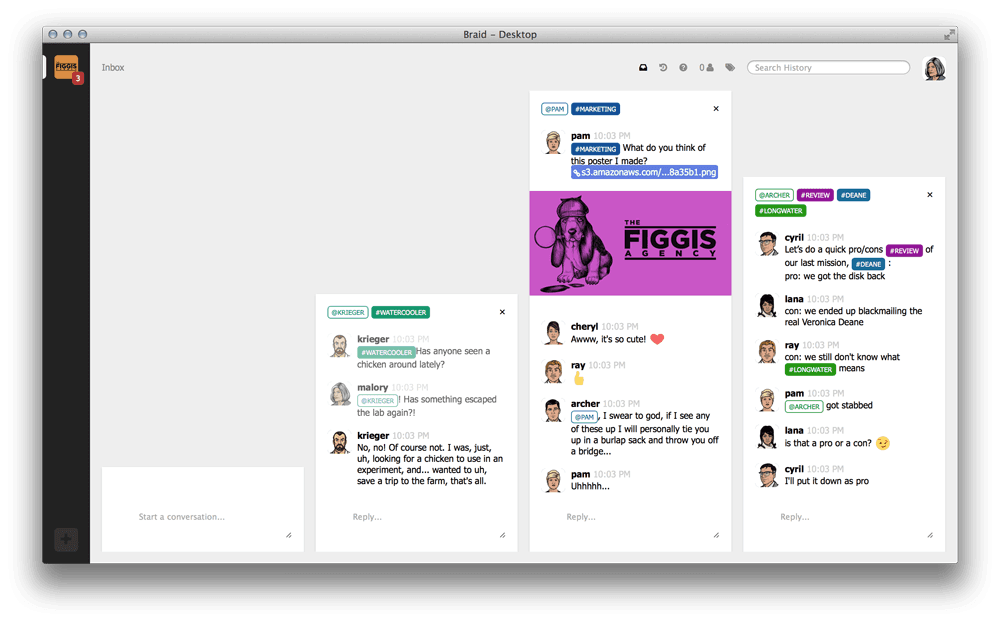 Braid – Desktop
FIGGIS
3
Inbox
0
Search History
Start a conversation...
@KRIEGER #WATERCOOLER
krieger 10:03 PM
#WATERCOOLER Has anyone seen a
chicken around lately?
malory 10:03 PM
@KRIEGER ! Has something escaped
the lab again?!
krieger 10:03 PM
No, no! Of course not. I was, just,
uh, looking for a chicken to use in an
experiment, and... wanted to uh,
save a trip to the farm, that's all.
Reply...
@PAM #MARKETING
pam 10:03 PM
#MARKETING What do you think of
this poster I made?
s3.amazonaws.com/...8a35b1.png
THE
FIGGIS
AGENCY
cheryl 10:03 PM
Awww, it's so cute!
ray 10:03 PM
archer 10:03 PM
@PAM , I swear to god, if I see any
of these up I will personally tie you
up in a burlap sack and throw you off
a bridge...
pam 10:03 PM
Uhhhhh...
Reply...
@ARCHER #REVIEW #DEANE
#LONGWATER
cyril 10:03 PM
Let's do a quick pro/cons #REVIEW of
our last mission, #DEANE :
pro: we got the disk back
lana 10:03 PM
con: we ended up blackmailing the
real Veronica Deane
ray 10:03 PM
con: we still don't know what
#LONGWATER means
pam 10:03 PM
@ARCHER got stabbed
lana 10:03 PM
is that a pro or a con?
cyril 10:03 PM
I'll put it down as pro
Reply...